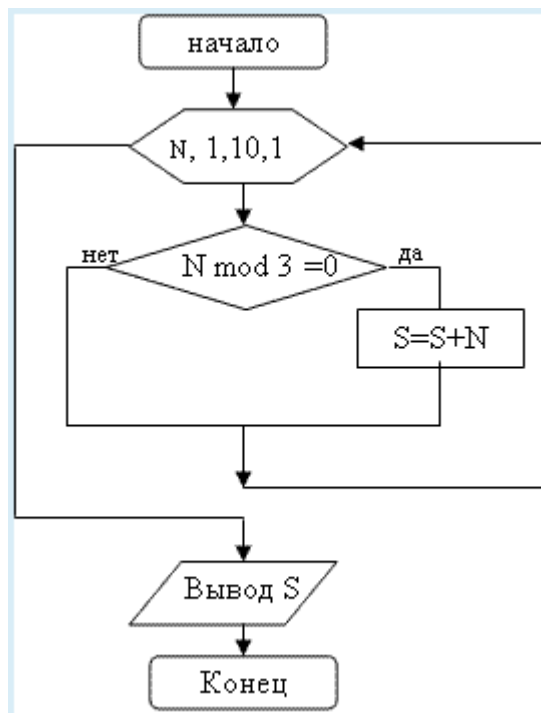 начало
N, 1,10,1
нет
N mod 3 =0
да
S=S+N
Вывод S
Конец